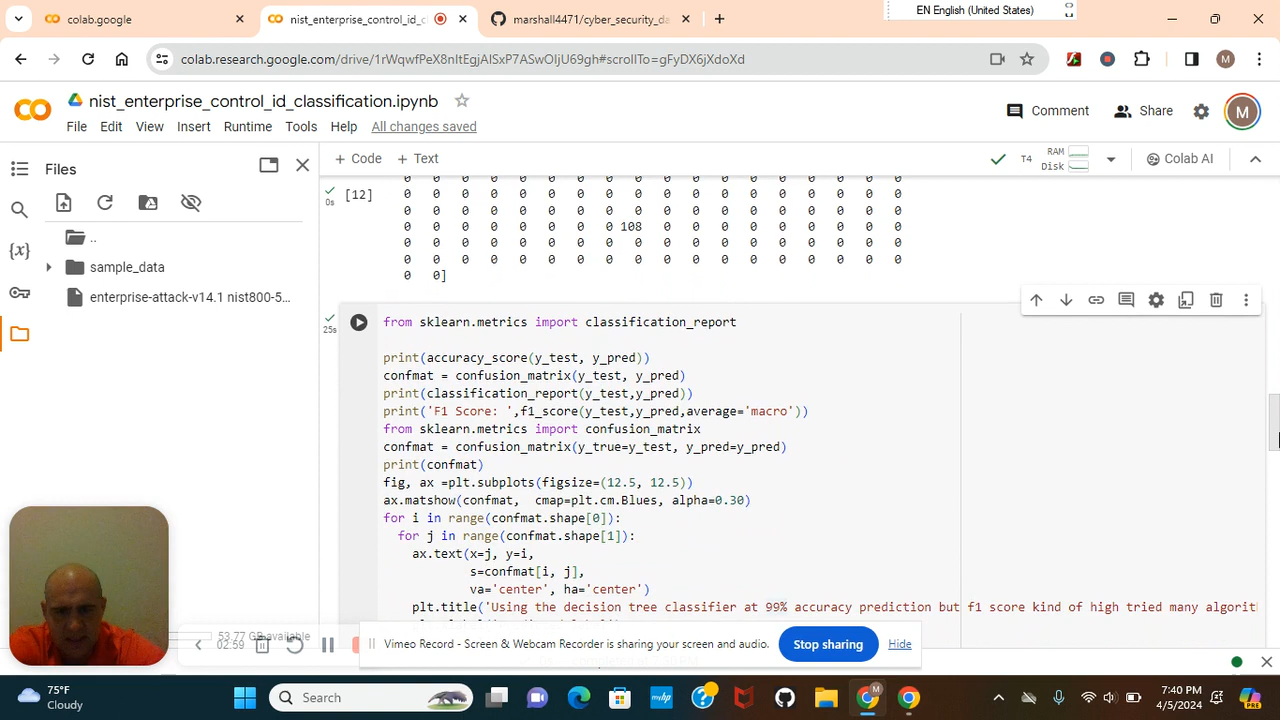 EN English (United States)
colab.google
nist_enterprise_control_id_cl
marshall4471/cyber_security_da
colab.research.google.com/drive/1rWqwfPeX8nItEgjAlSxP7ASwOljU69gh#scrollTo=gFyDX6jXdoXd
M
nist_enterprise_control_id_classification.ipynb
Comment
Share
M
File Edit View Insert Runtime Tools Help All changes saved
Files
+ Code + Text
T4 RAM Disk
Colab AI
..
sample_data
enterprise-attack-v14.1 nist800-5...
[12]
0s
0 0 0 0 0 0 0 0 0 0 0 0 0 0 0 0 0 0
0 0 0 0 0 0 0 0 0 0 0 0 0 0 0 0 0 0
0 0 0 0 0 0 0 0 0 0 0 0 0 0 0 0 0 0
0 0 0 0 0 0 0 0 108 0 0 0 0 0 0 0 0 0
0 0 0 0 0 0 0 0 0 0 0 0 0 0 0 0 0 0
0 0 0 0 0 0 0 0 0 0 0 0 0 0 0 0 0 0
0 0]
25s
from sklearn.metrics import classification_report
print(accuracy_score(y_test, y_pred))
confmat = confusion_matrix(y_test, y_pred)
print(classification_report(y_test,y_pred))
print('F1 Score: ',f1_score(y_test,y_pred,average='macro'))
from sklearn.metrics import confusion_matrix
confmat = confusion_matrix(y_true=y_test, y_pred=y_pred)
print(confmat)
fig, ax =plt.subplots(figsize=(12.5, 12.5))
ax.matshow(confmat, cmap=plt.cm.Blues, alpha=0.30)
for i in range(confmat.shape[0]):
for j in range(confmat.shape[1]):
ax.text(x=j, y=i,
s=confmat[i, j],
va='center', ha='center')
plt.title('Using the decision tree classifier at 99% accuracy prediction but f1 score kind of high tried many algorit
53.77 GB available
02:59
Vimeo Record - Screen & Webcam Recorder is sharing your screen and audio.
Stop sharing
Hide
75°F
Cloudy
Search
7:40 PM
4/5/2024